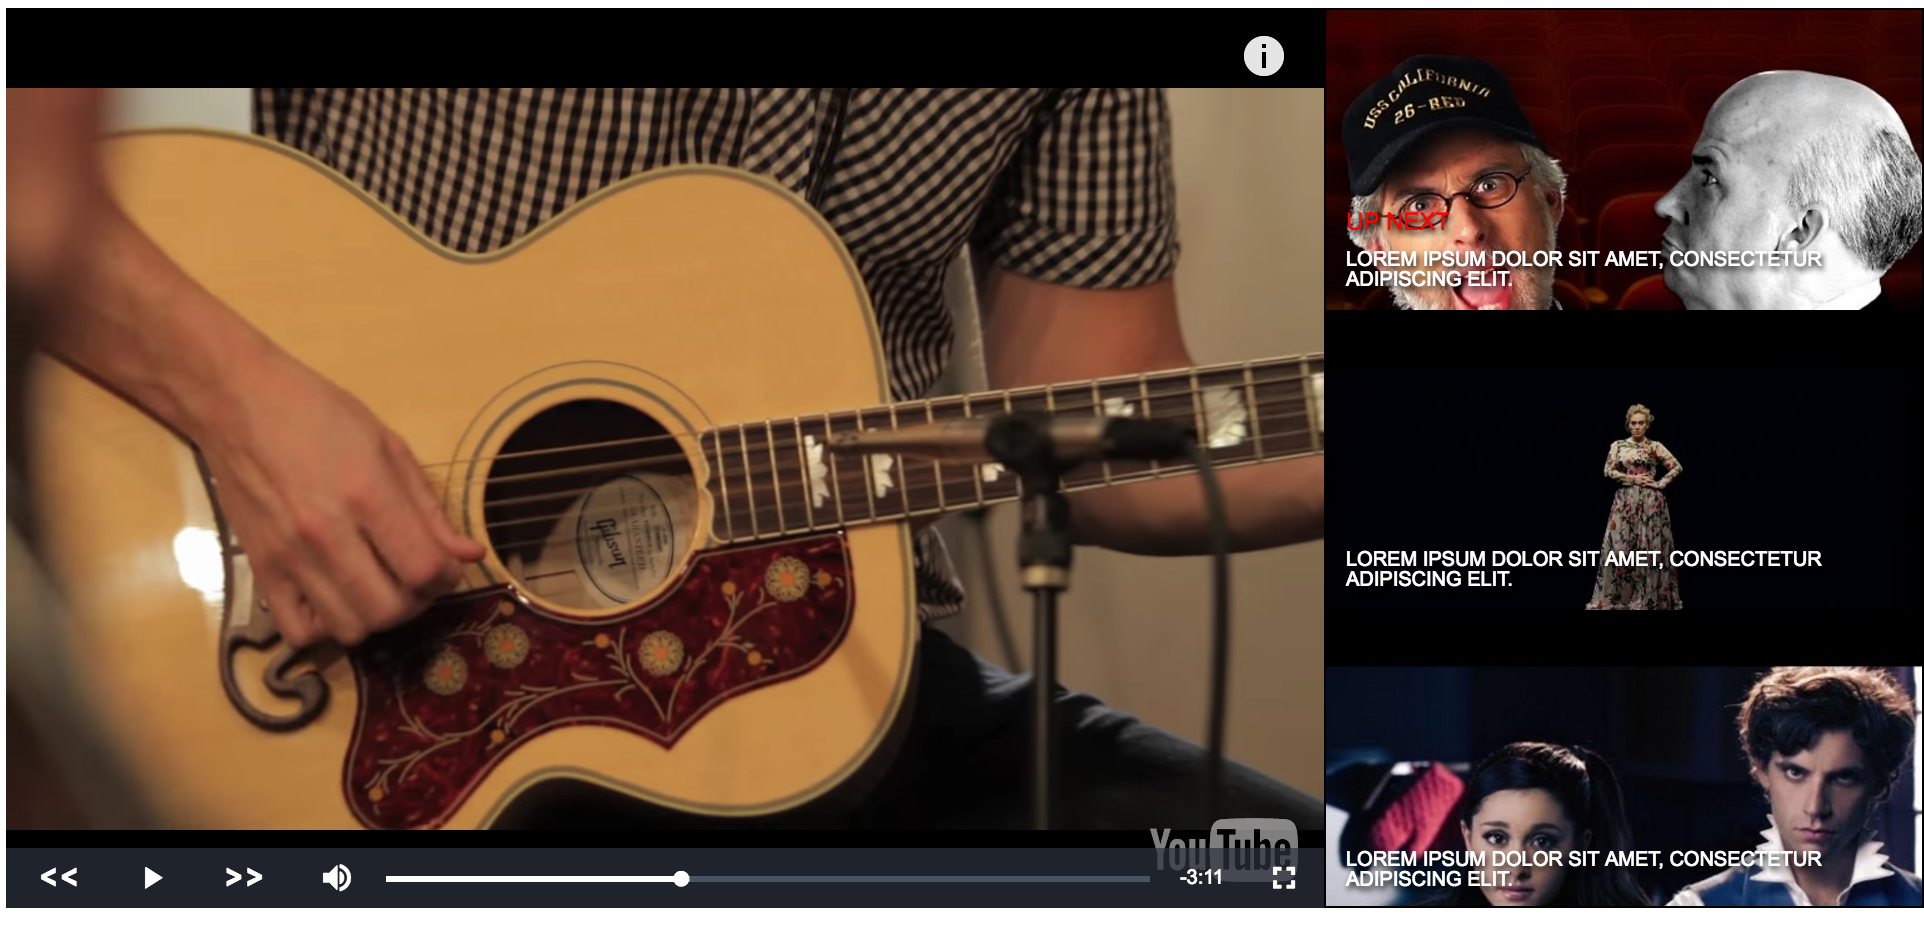 USS CALIFORNIA
26-RED
UP NEXT
LOREM IPSUM DOLOR SIT AMET, CONSECTETUR
ADIPISCING ELIT.
Gibson
LOREM IPSUM DOLOR SIT AMET, CONSECTETUR
ADIPISCING ELIT.
LOREM IPSUM DOLOR SIT AMET, CONSECTETUR
ADIPISCING ELIT.
YouTube
<< >> -3:11